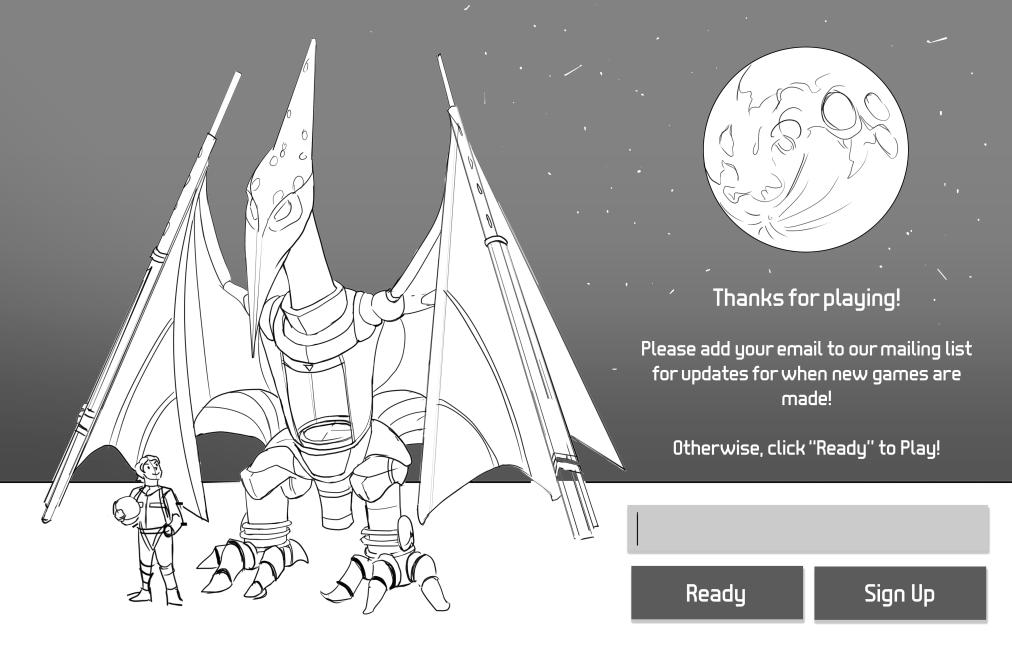 Thanks for playing!
Please add your email to our mailing list
for updates for when new games are
made!
Otherwise, click "Ready" to Play!
Ready
Sign Up